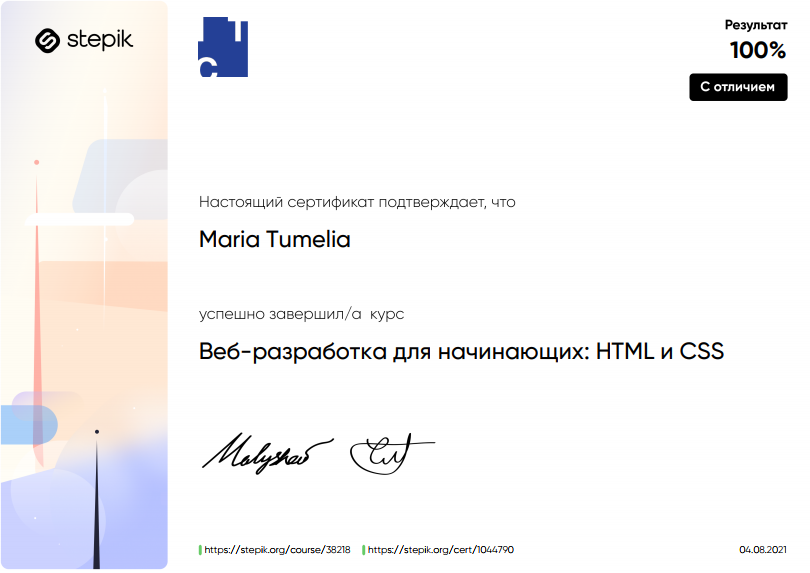 stepik
Т
С
Результат
100%
С отличием
Настоящий сертификат подтверждает, что
Maria Tumelia
успешно завершил/а курс
Веб-разработка для начинающих: HTML и CSS
Malyshev
https://stepik.org/course/38218
https://stepik.org/cert/1044790
04.08.2021